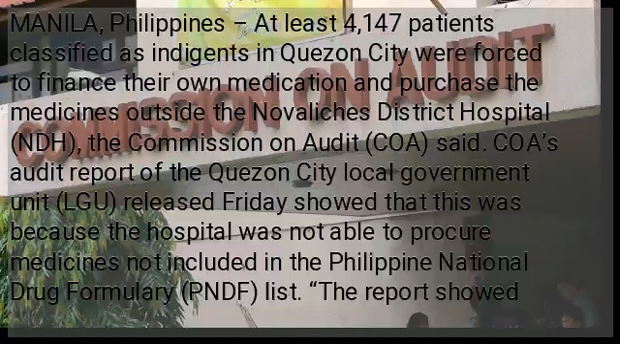 MANILA, Philippines – At least 4,147 patients
classified as indigents in Quezon City were forced
to finance their own medication and purchase the
medicines outside the Novaliches District Hospital
(NDH), the Commission on Audit (COA) said. COA’s
audit report of the Quezon City local government
unit (LGU) released Friday showed that this was
because the hospital was not able to procure
medicines not included in the Philippine National
Drug Formulary (PNDF) list. “The report showed
COMMISSION ON AUDIT